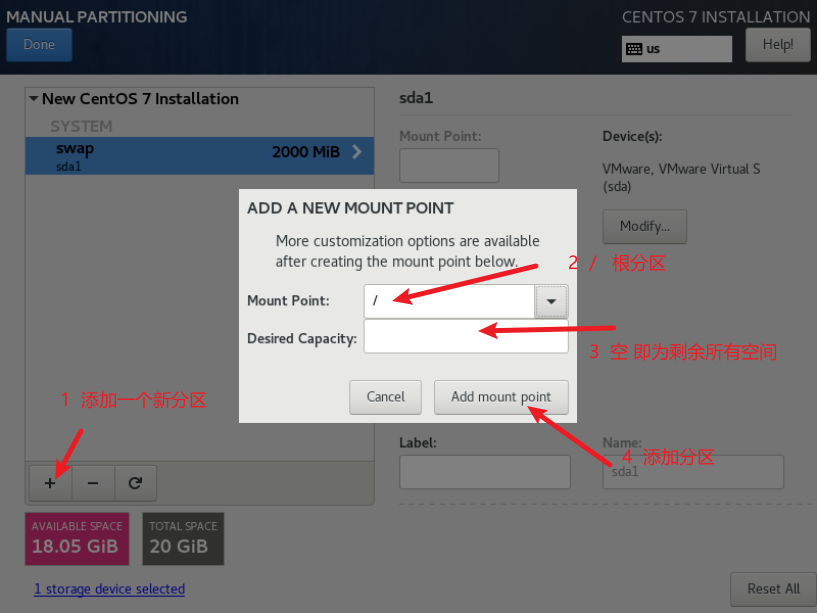 MANUAL PARTITIONING
CENTOS 7 INSTALLATION
Done
us
Help!
New CentOS 7 Installation
SYSTEM
swap
2000 MiB
sda1
sda1
Mount Point:
Device(s):
VMware, VMware Virtual S
(sda)
Modify...
ADD A NEW MOUNT POINT
More customization options are available
after creating the mount point below.
2 / 根分区
Mount Point:
/
Desired Capacity:
3 空 即为剩余所有空间
Cancel
Add mount point
1 添加一个新分区
Label:
Name:
4 添加分区
sda1
+
−
AVAILABLE SPACE
18.05 GiB
TOTAL SPACE
20 GiB
1 storage device selected
Reset All